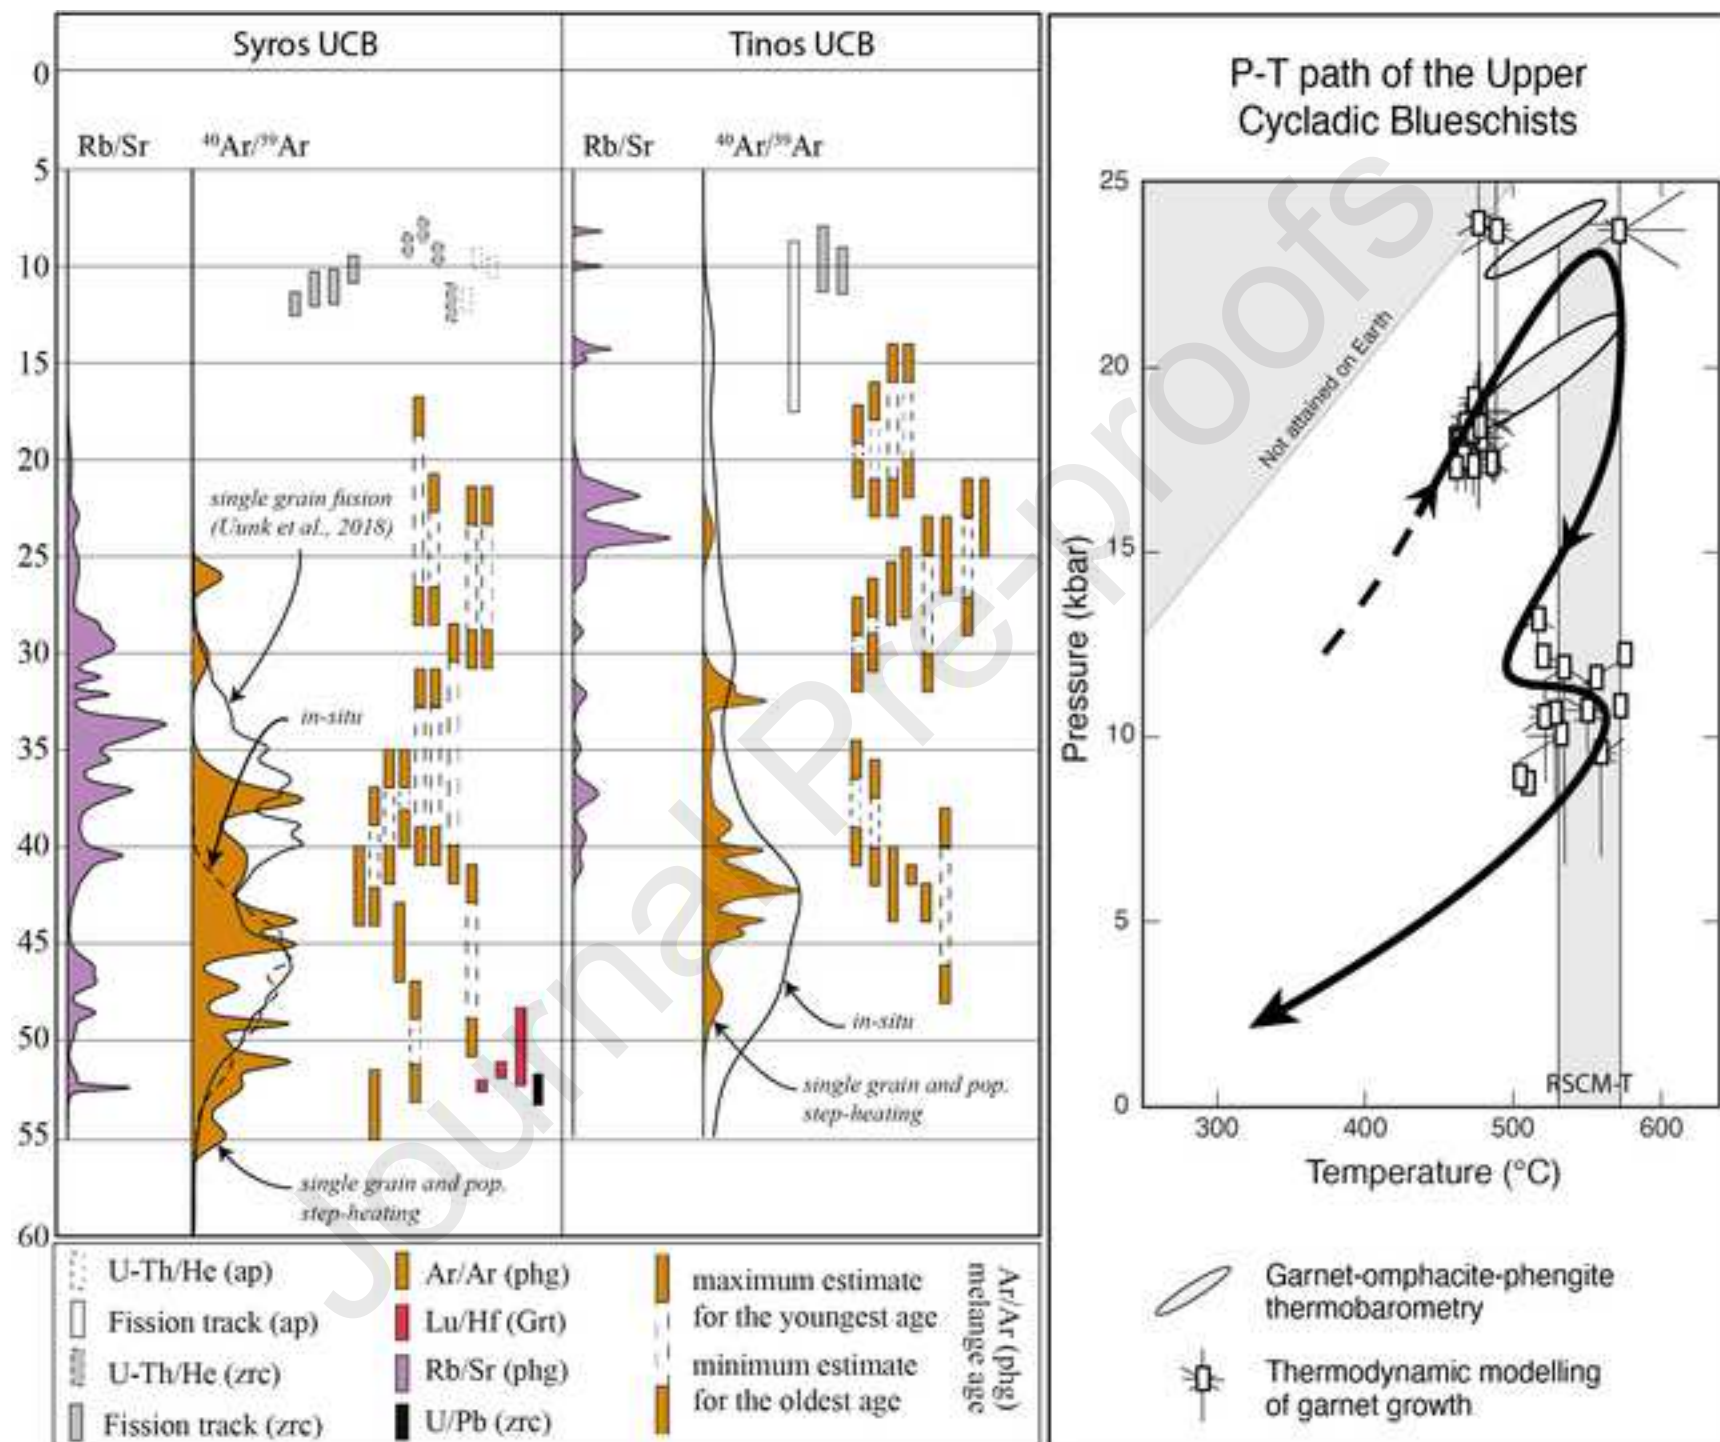 Syros UCB
Tinos UCB
0
Rb/Sr
40Ar/39Ar
Rb/Sr
40Ar/39Ar
5
10
15
20
25
30
35
40
45
50
55
60
single grain fusion
(Uunk et al., 2018)
in-situ
single grain and pop.
step-heating
in-situ
single grain and pop.
step-heating
U-Th/He (ap)
Fission track (ap)
U-Th/He (zrc)
Fission track (zrc)
Ar/Ar (phg)
Lu/Hf (Grt)
Rb/Sr (phg)
U/Pb (zrc)
maximum estimate
for the youngest age
minimum estimate
for the oldest age
Ar/Ar (phg)
melange age
P-T path of the Upper
Cycladic Blueschists
25
20
15
10
5
0
Pressure (kbar)
Not attained on Earth
RSCM-T
300
400
500
600
Temperature (°C)
Garnet-omphacite-phengite
thermobarometry
Thermodynamic modelling
of garnet growth
Journal Pre-proofs